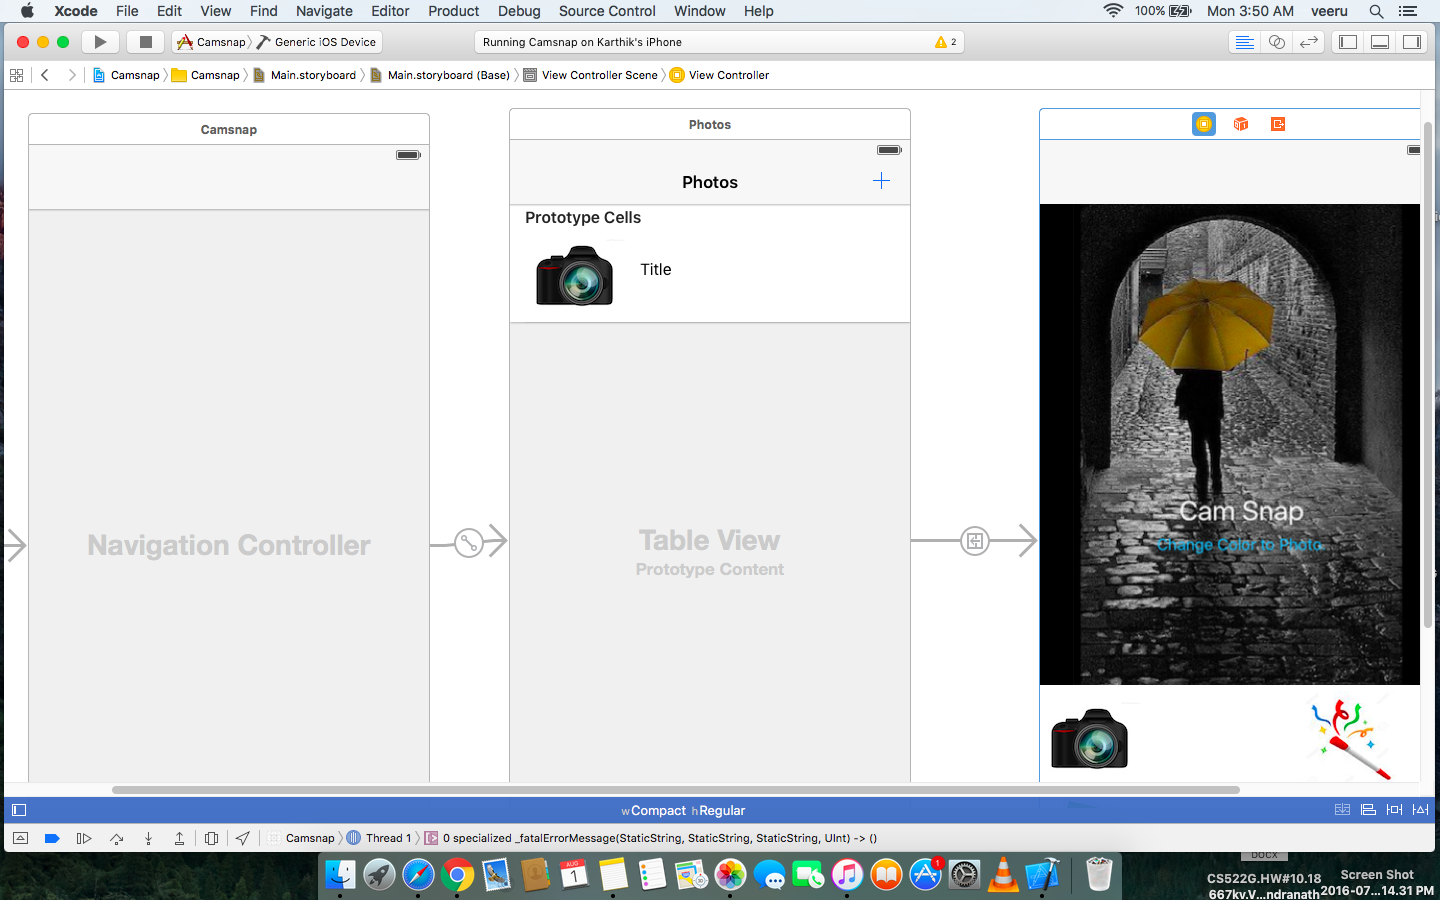 Xcode File Edit View Find Navigate Editor Product Debug Source Control Window Help 100% Mon 3:50 AM veeru
Camsnap Generic iOS Device Running Camsnap on Karthik's iPhone 2
Camsnap Camsnap Main.storyboard Main.storyboard (Base) View Controller Scene View Controller
Camsnap
Photos
Photos
Prototype Cells
Title
Cam Snap
Change Color to Photo
Navigation Controller
Table View
Prototype Content
wCompact hRegular
Camsnap Thread 1 0 specialized _fatalErrorMessage(StaticString, StaticString, StaticString, UInt) -> ()
AUG
1
1
DOCX
CS522G.HW#10.18
667kv.V...ndranath
Screen Shot
2016-07...14.31 PM